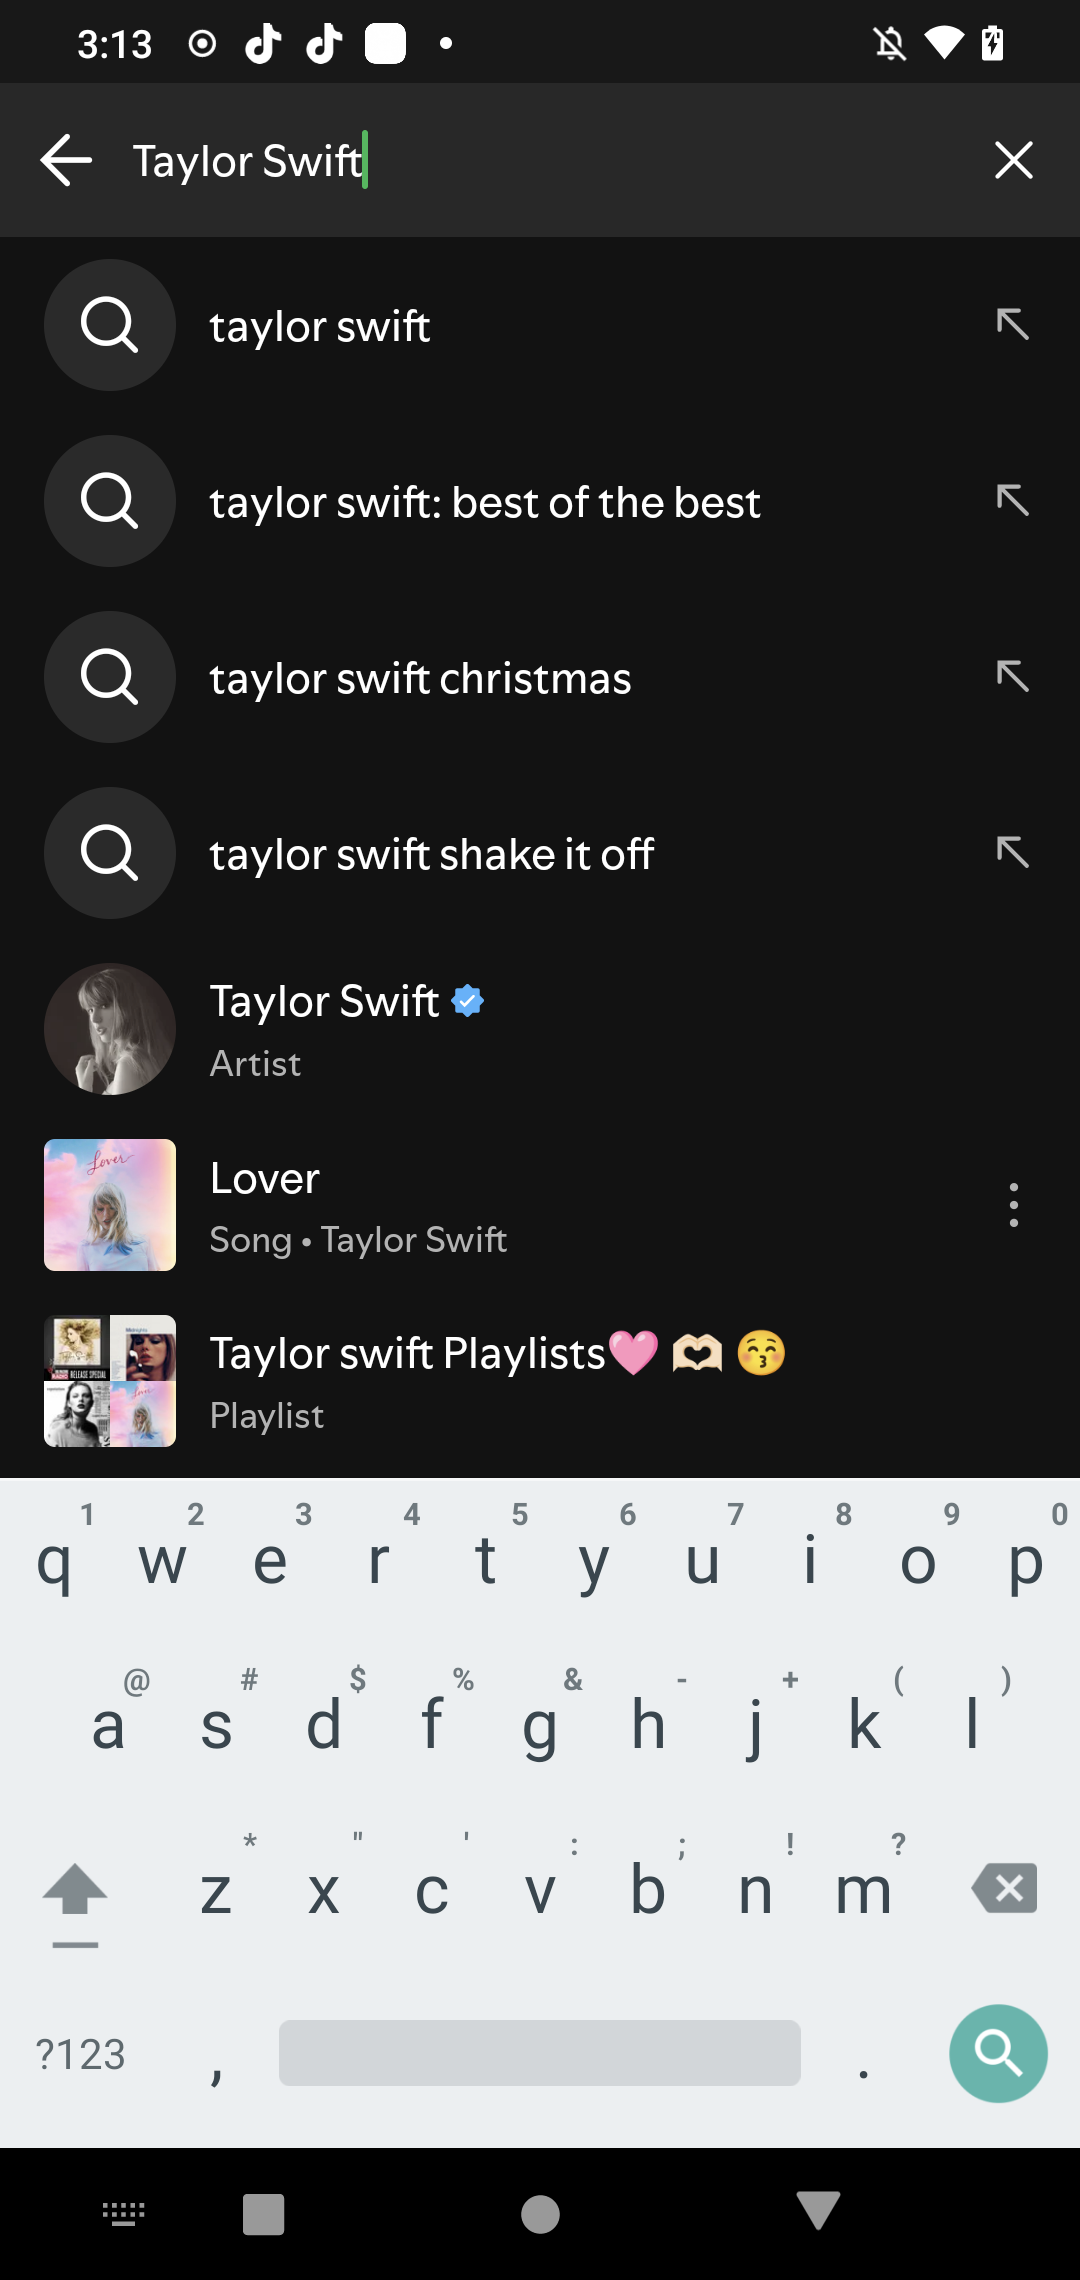 3:13
Taylor Swift
taylor swift
taylor swift: best of the best
taylor swift christmas
taylor swift shake it off
Taylor Swift
Artist
Lover
Lover
Song • Taylor Swift
Taylor swift Playlists🩷 🫶🏻 😚
Playlist
1 2 3 4 5 6 7 8 9 0
q w e r t y u i o p
@ # $ % & - + ( )
a s d f g h j k l
* " ' : ; ! ?
z x c v b n m
?123 , .